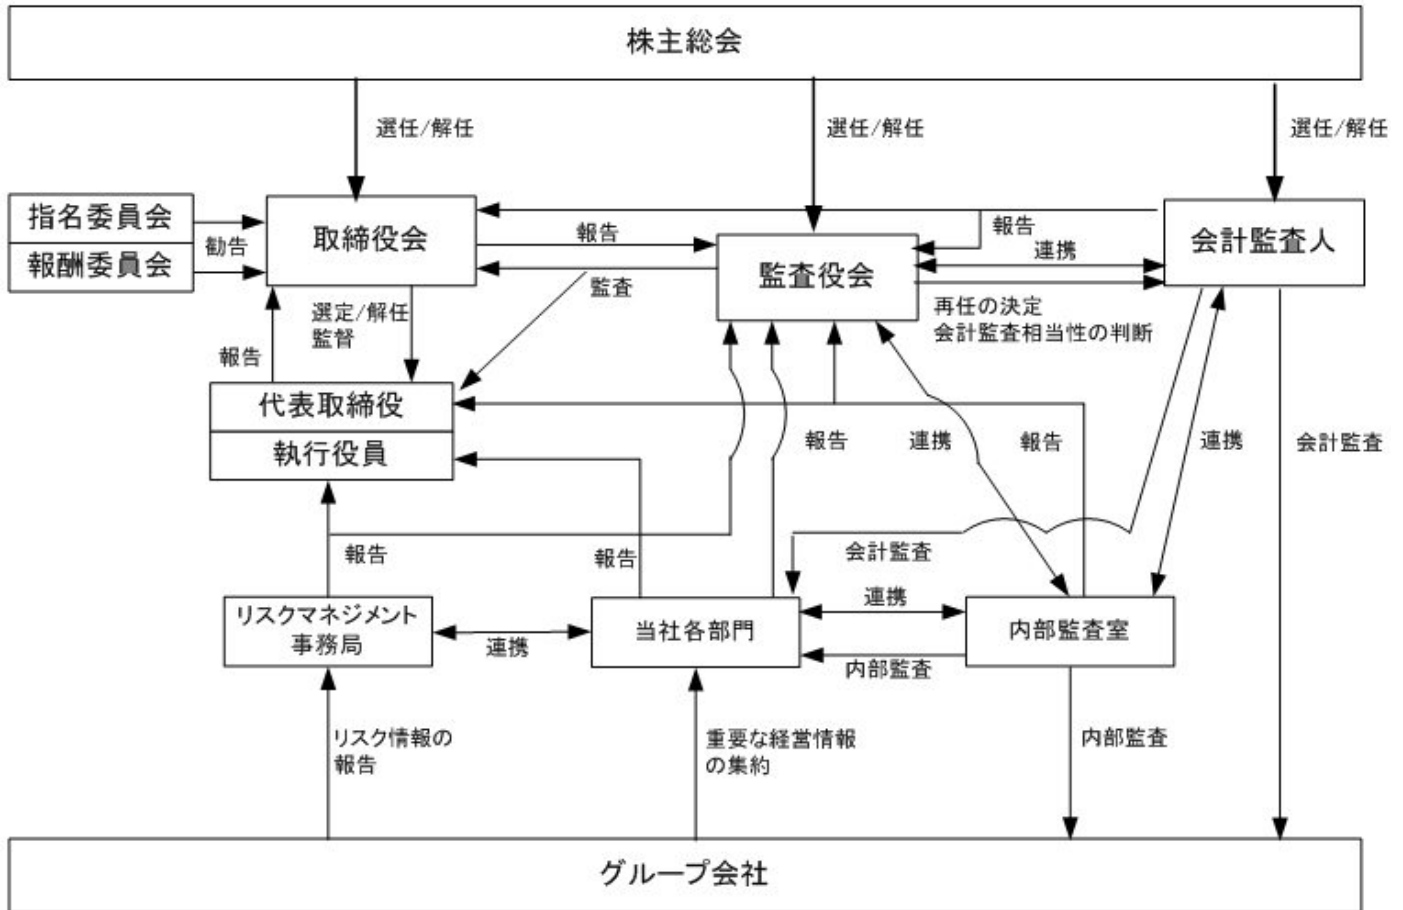 株主総会
選任/解任
選任/解任
選任/解任
指名委員会
報酬委員会
勧告
取締役会
報告
監査
監査役会
報告
連携
再任の決定
会計監査相当性の判断
会計監査人
選定/解任
監督
報告
代表取締役
執行役員
報告
連携
報告
連携
会計監査
報告
報告
会計監査
リスクマネジメント
事務局
連携
当社各部門
連携
内部監査
内部監査室
リスク情報の
報告
重要な経営情報
の集約
内部監査
グループ会社